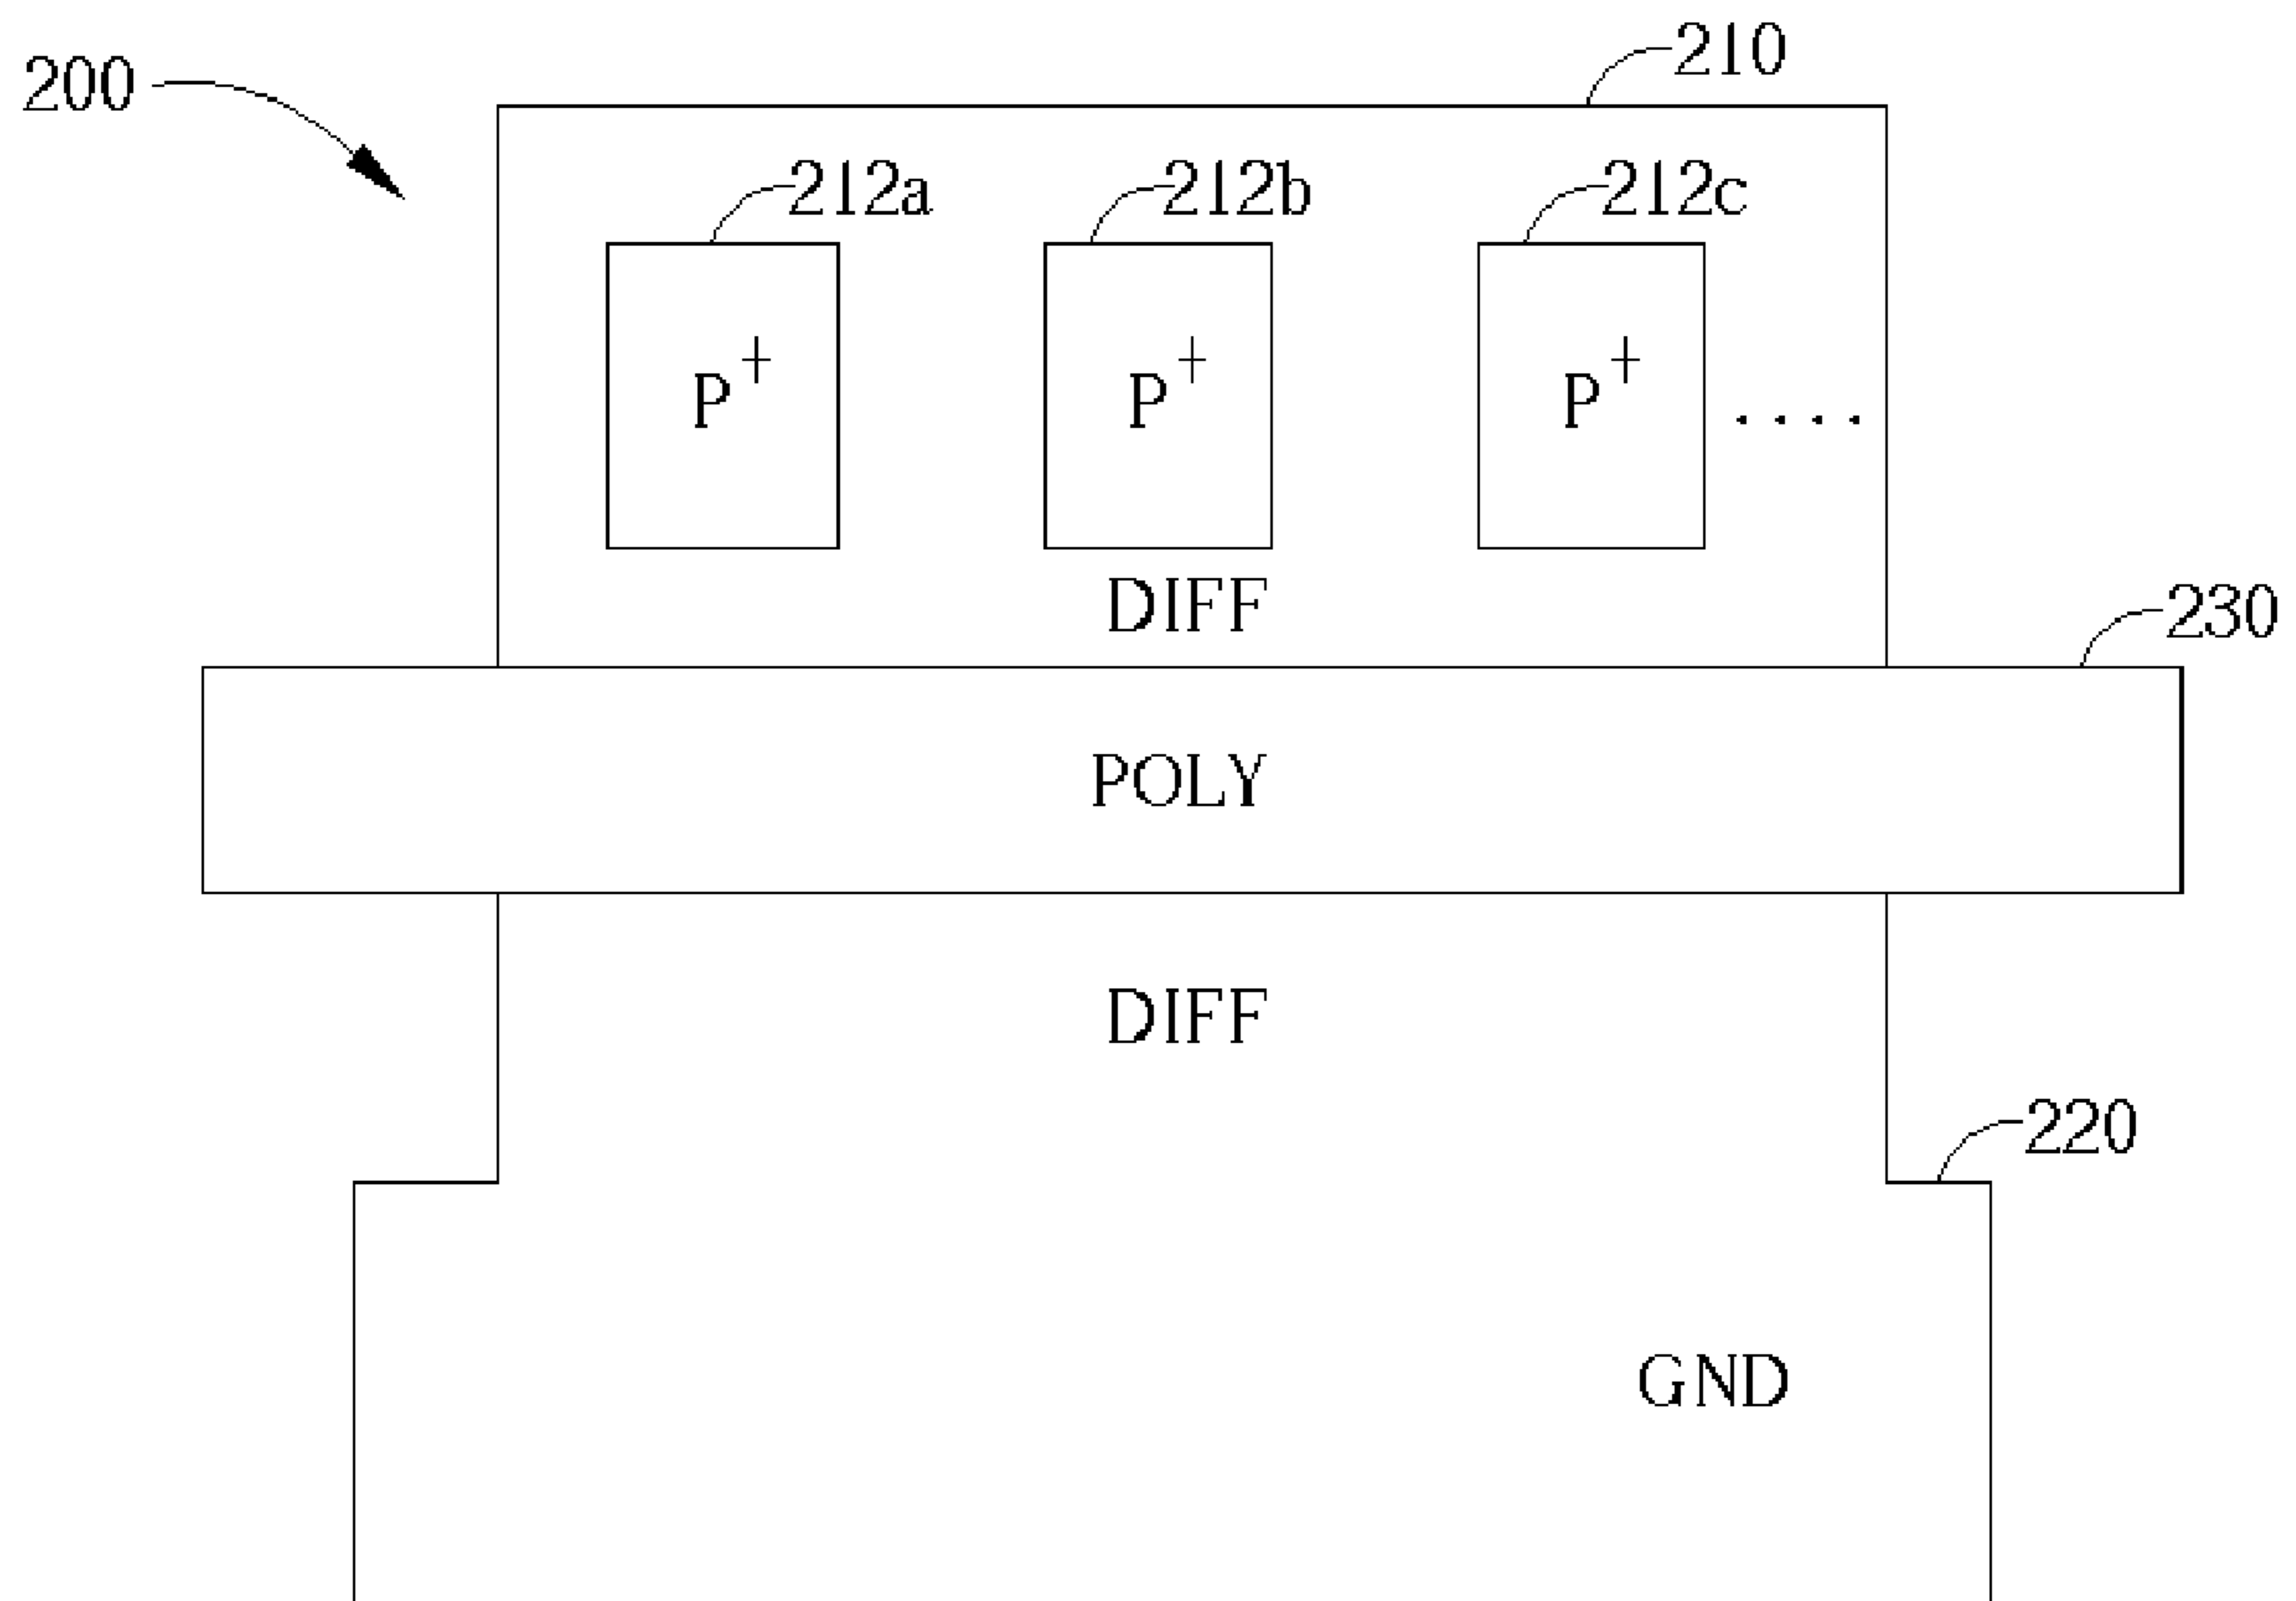 210
200
212a 212b 212c
P+ P+ P+ ....
DIFF
230
POLY
DIFF
220
GND